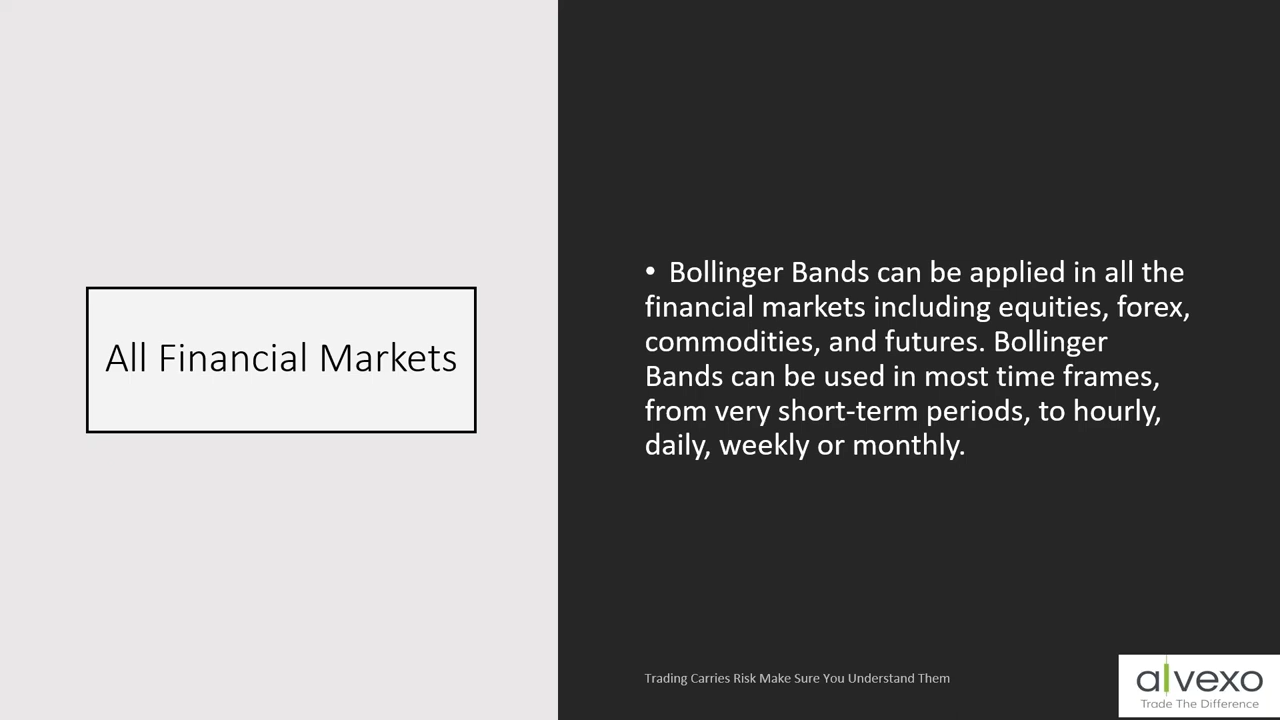 All Financial Markets
• Bollinger Bands can be applied in all the
financial markets including equities, forex,
commodities, and futures. Bollinger
Bands can be used in most time frames,
from very short-term periods, to hourly,
daily, weekly or monthly.
Trading Carries Risk Make Sure You Understand Them
alvexo
Trade The Difference